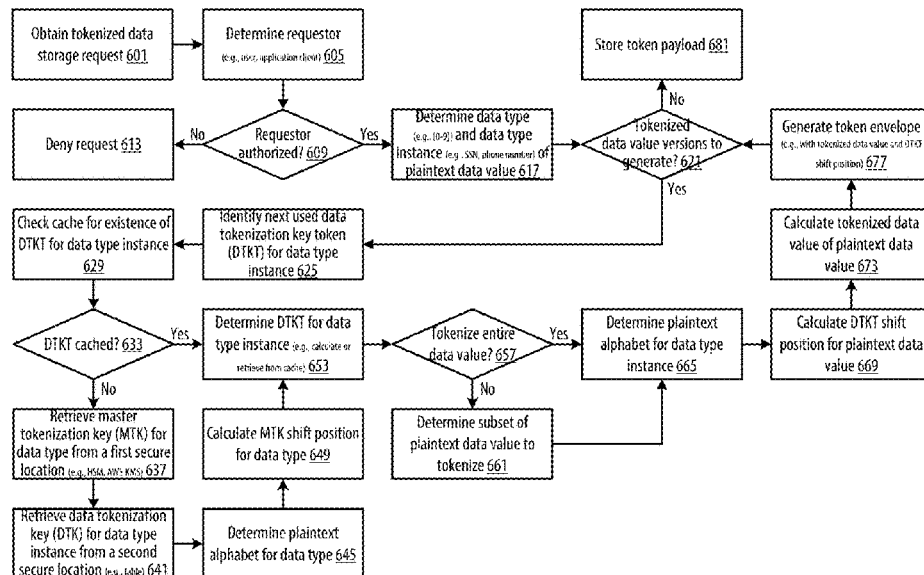 Obtain tokenized data
storage request 601
Determine requestor
(e.g., user, application client) 605
Store token payload 681
No
Deny request 613
No
Requestor
authorized? 609
Yes
Determine data type
(e.g., [0-9]) and data type
instance (e.g., SSN, phone number) of
plaintext data value 617
Tokenized
data value versions to
generate? 621
Yes
Generate token envelope
(e.g., with tokenized data value and DTKT
shift position) 677
Check cache for existence of
DTKT for data type instance
629
Identify next used data
tokenization key token
(DTKT) for data type
instance 625
Calculate tokenized data
value of plaintext data
value 673
DTKT cached? 633
Yes
No
Determine DTKT for data
type instance (e.g., calculate or
retrieve from cache) 653
Tokenize entire
data value? 657
Yes
No
Determine plaintext
alphabet for data type
instance 665
Calculate DTKT shift
position for plaintext data
value 669
Retrieve master
tokenization key (MTK) for
data type from a first secure
location (e.g., HSM, AWS KMS) 637
Calculate MTK shift position
for data type 649
Determine subset of
plaintext data value to
tokenize 661
Retrieve data tokenization
key (DTK) for data type
instance from a second
secure location (e.g., table) 641
Determine plaintext
alphabet for data type 645